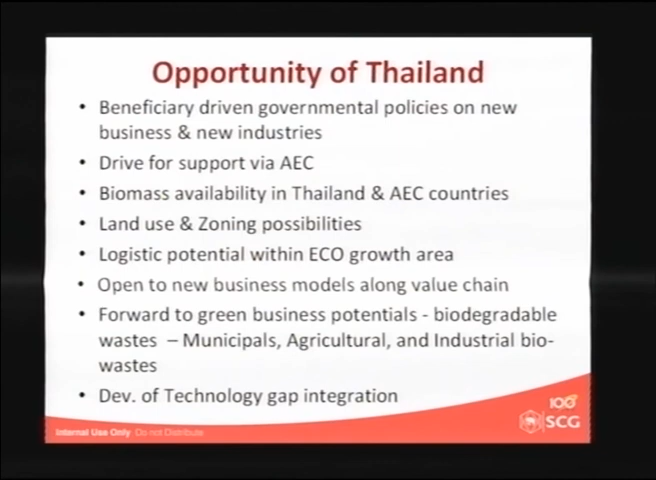 Opportunity of Thailand
• Beneficiary driven governmental policies on new
business & new industries
• Drive for support via AEC
• Biomass availability in Thailand & AEC countries
• Land use & Zoning possibilities
• Logistic potential within ECO growth area
• Open to new business models along value chain
• Forward to green business potentials - biodegradable
wastes – Municipals, Agricultural, and Industrial bio-
wastes
• Dev. of Technology gap integration
100
SCG
Internal Use Only Do not Distribute